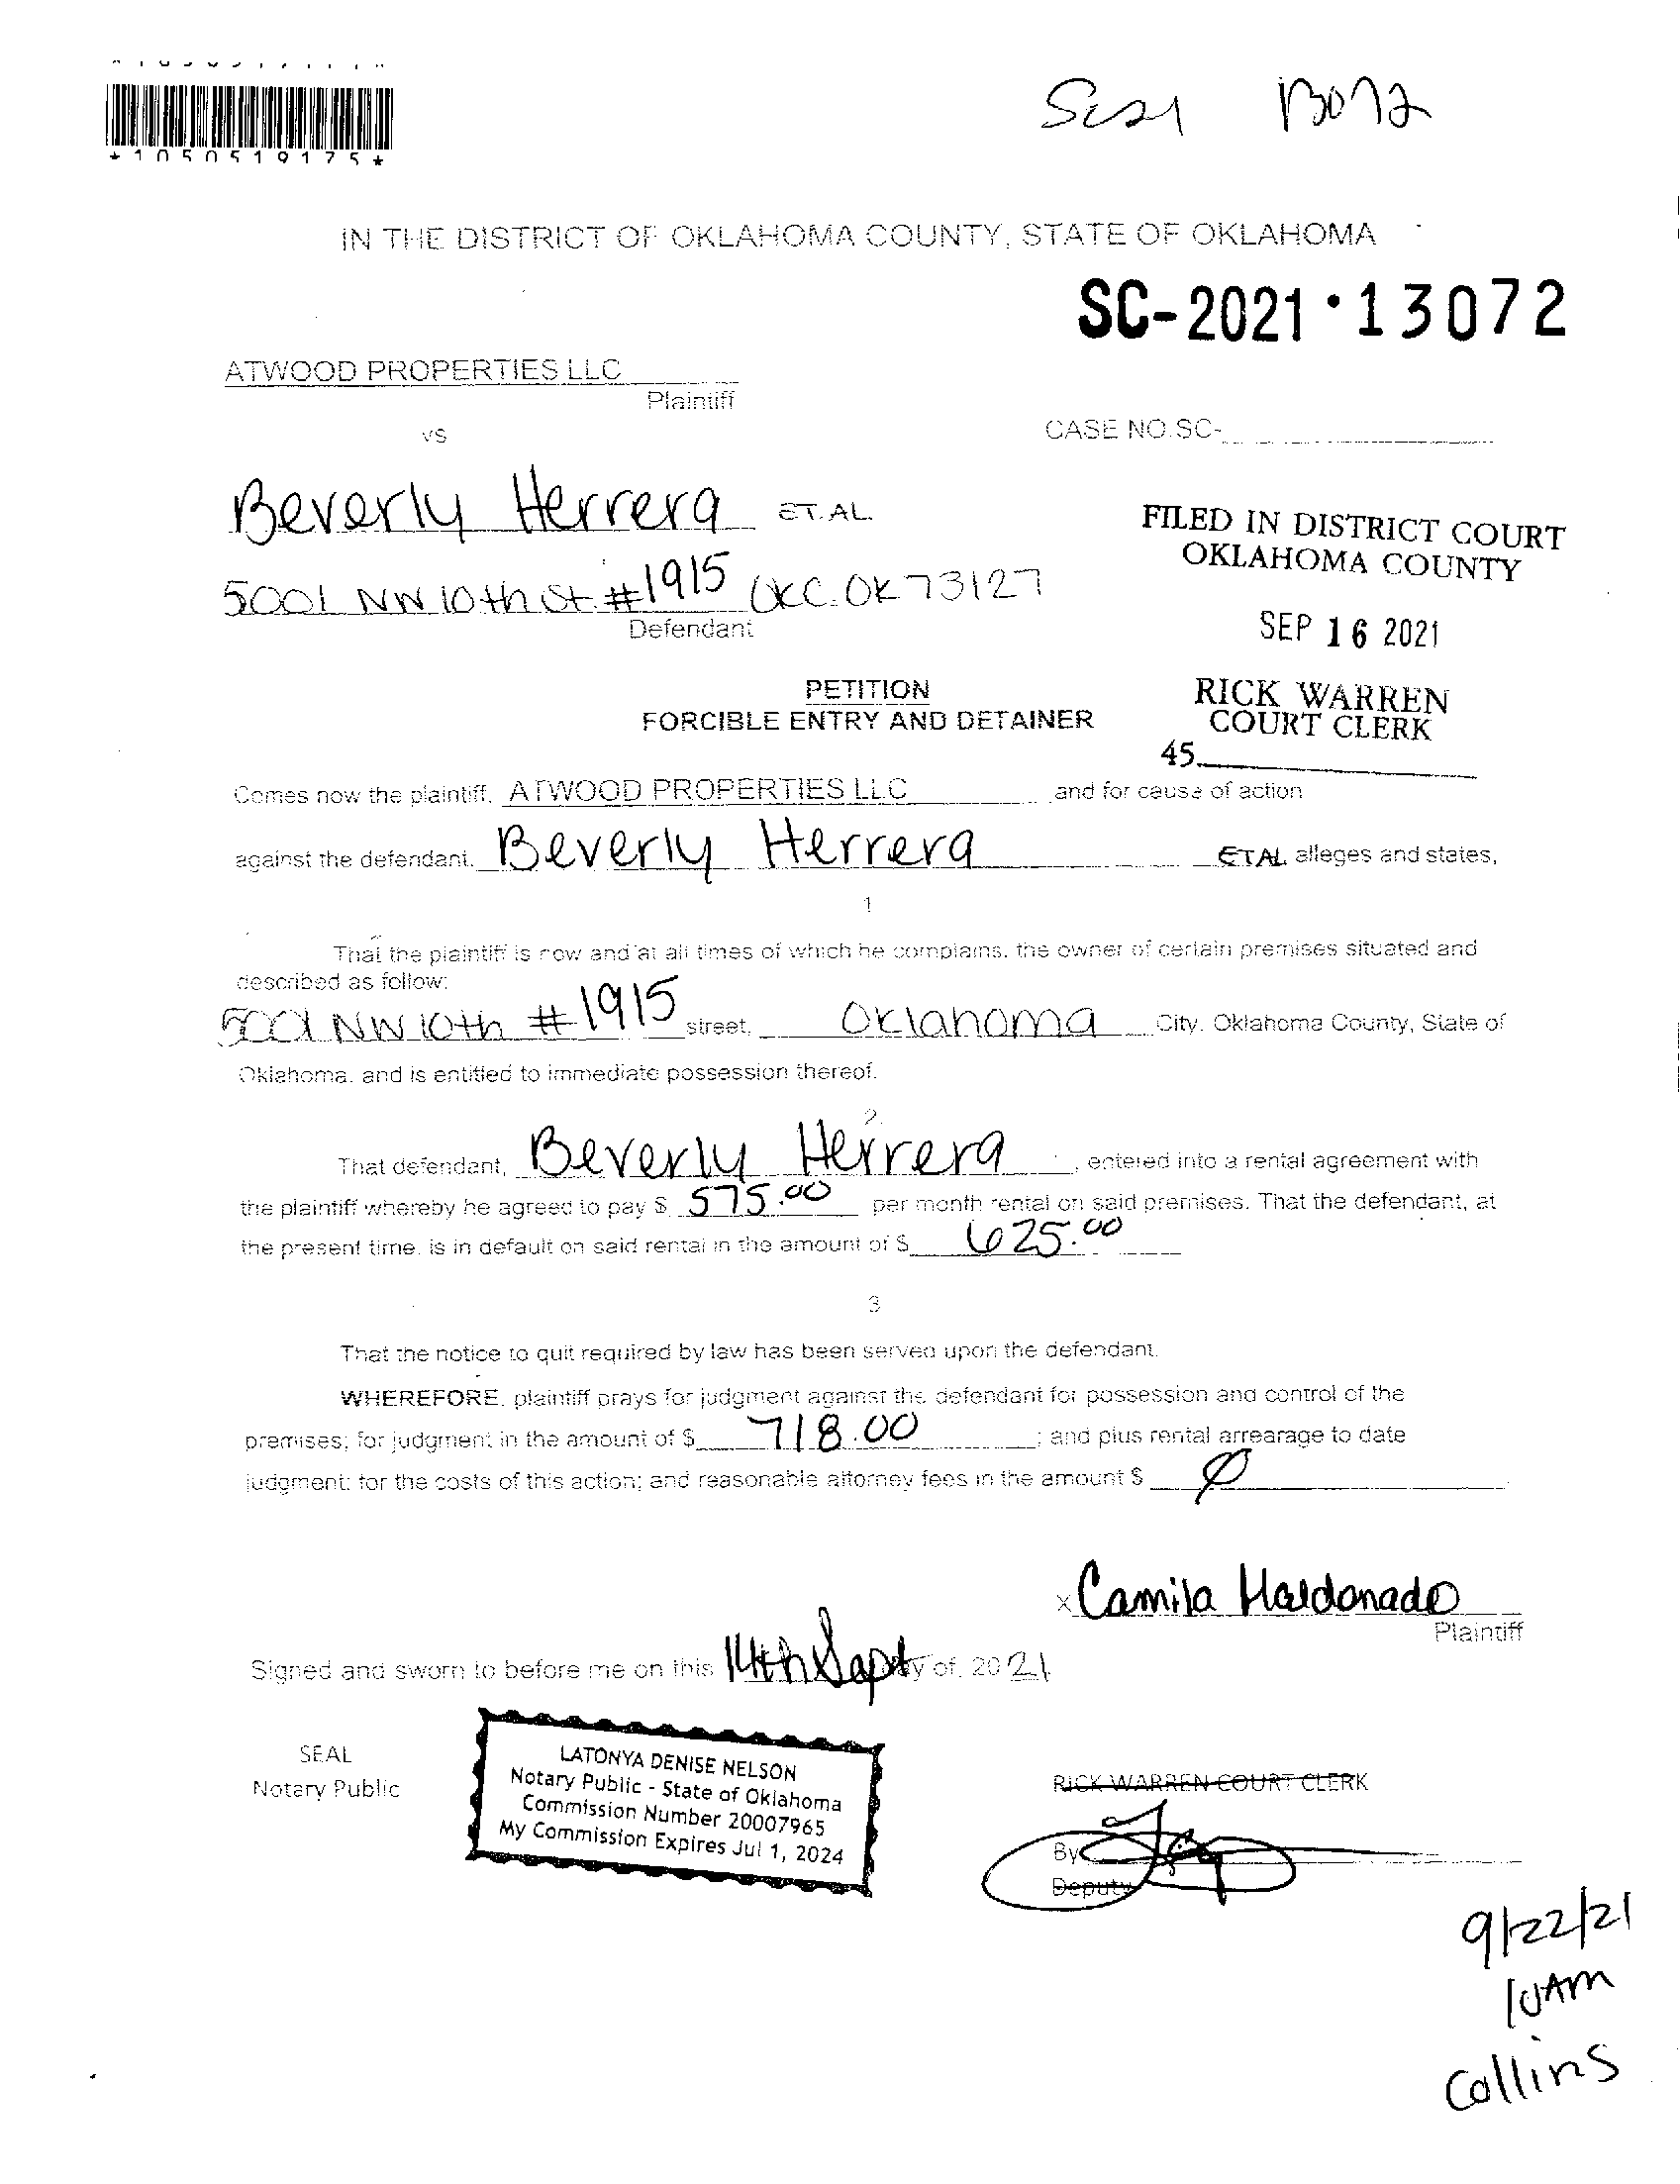 *1050519175*
SC21 13072
IN THE DISTRICT OF OKLAHOMA COUNTY, STATE OF OKLAHOMA
SC-2021·13072
ATWOOD PROPERTIES LLC
Plaintiff
vs
CASE NO.SC-
Beverly Herrera ET.AL.
FILED IN DISTRICT COURT
OKLAHOMA COUNTY
5001 NW 10th St. #1915 OKC. OK 73127
Defendant
SEP 16 2021
PETITION
FORCIBLE ENTRY AND DETAINER
RICK WARREN
COURT CLERK
45
Comes now the plaintiff, ATWOOD PROPERTIES LLC and for cause of action
against the defendant, Beverly Herrera ETAL alleges and states,
1
That the plaintiff is now and at all times of which he complains, the owner of certain premises situated and
described as follow:
5001 NW 10th #1915 street, Oklahoma City, Oklahoma County, State of
Oklahoma, and is entitled to immediate possession thereof.
2
That defendant, Beverly Herrera, entered into a rental agreement with
the plaintiff whereby he agreed to pay $ 575.00 per month rental on said premises. That the defendant, at
the present time, is in default on said rental in the amount of $ 625.00
3
That the notice to quit required by law has been served upon the defendant.
WHEREFORE, plaintiff prays for judgment against the defendant for possession and control of the
premises; for judgment in the amount of $ 718.00 ; and plus rental arrearage to date
judgment; for the costs of this action; and reasonable attorney fees in the amount $ Ø
x Camila Maldonado
Plaintiff
Signed and sworn to before me on this 14th Sept day of, 20 21
SEAL
Notary Public
LATONYA DENISE NELSON
Notary Public - State of Oklahoma
Commission Number 20007965
My Commission Expires Jul 1, 2024
RICK WARREN COURT CLERK
By
Deputy
9/22/21
10AM
Collins